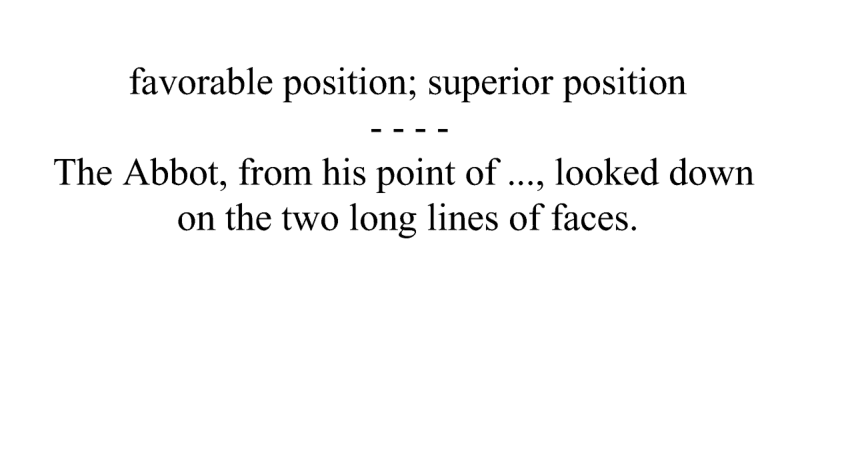 favorable position; superior position
- - - -
The Abbot, from his point of ..., looked down
on the two long lines of faces.